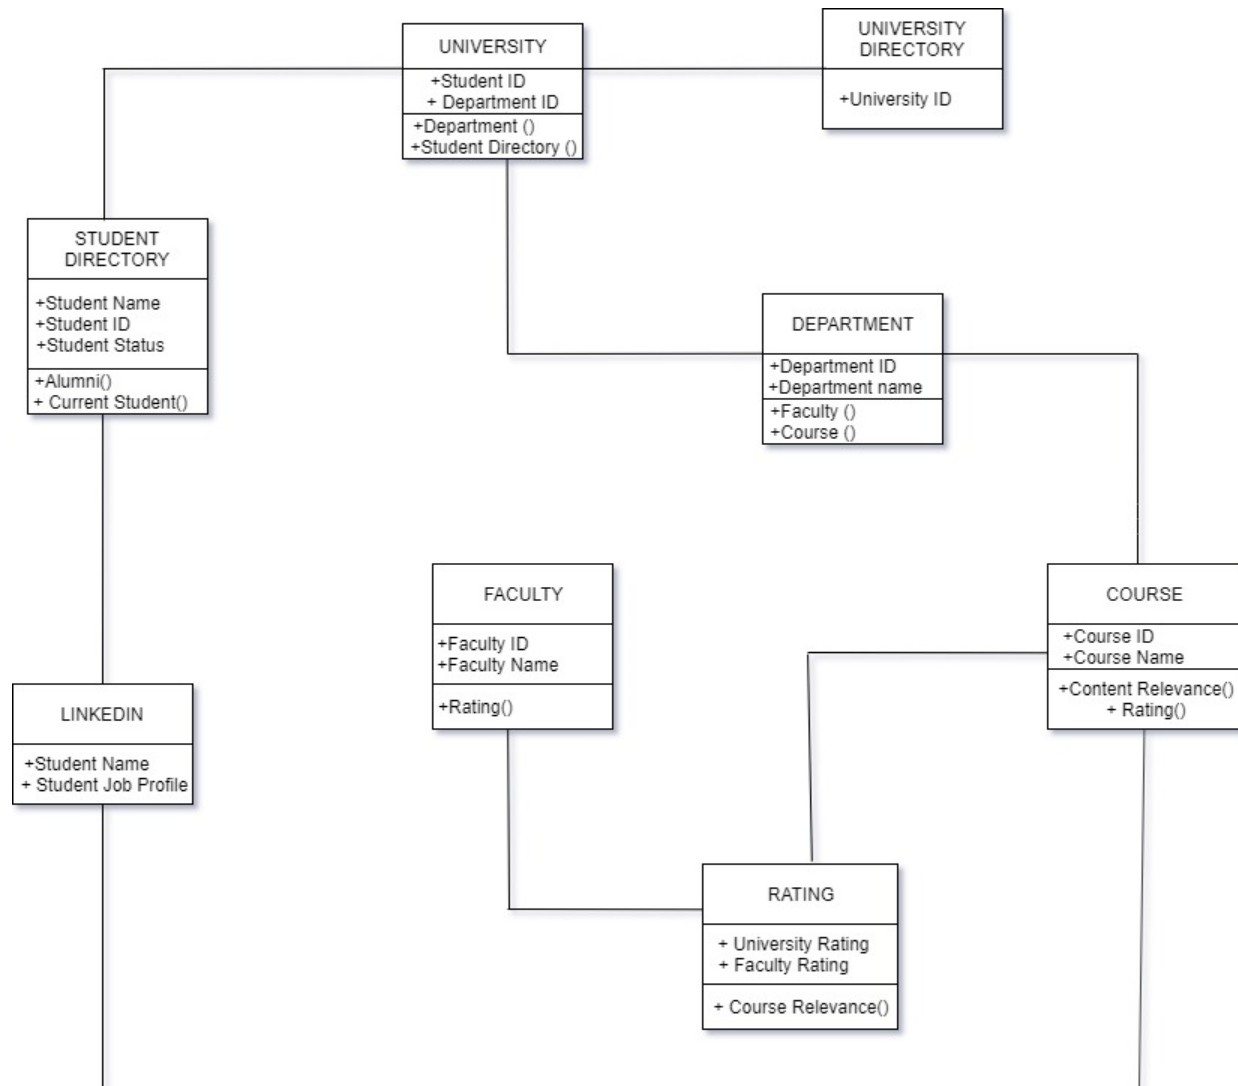 UNIVERSITY
+Student ID
+ Department ID
+Department ()
+Student Directory ()
UNIVERSITY
DIRECTORY
+University ID
STUDENT
DIRECTORY
+Student Name
+Student ID
+Student Status
+Alumni()
+ Current Student()
DEPARTMENT
+Department ID
+Department name
+Faculty ()
+Course ()
FACULTY
+Faculty ID
+Faculty Name
+Rating()
COURSE
+Course ID
+Course Name
+Content Relevance()
+ Rating()
LINKEDIN
+Student Name
+ Student Job Profile
RATING
+ University Rating
+ Faculty Rating
+ Course Relevance()